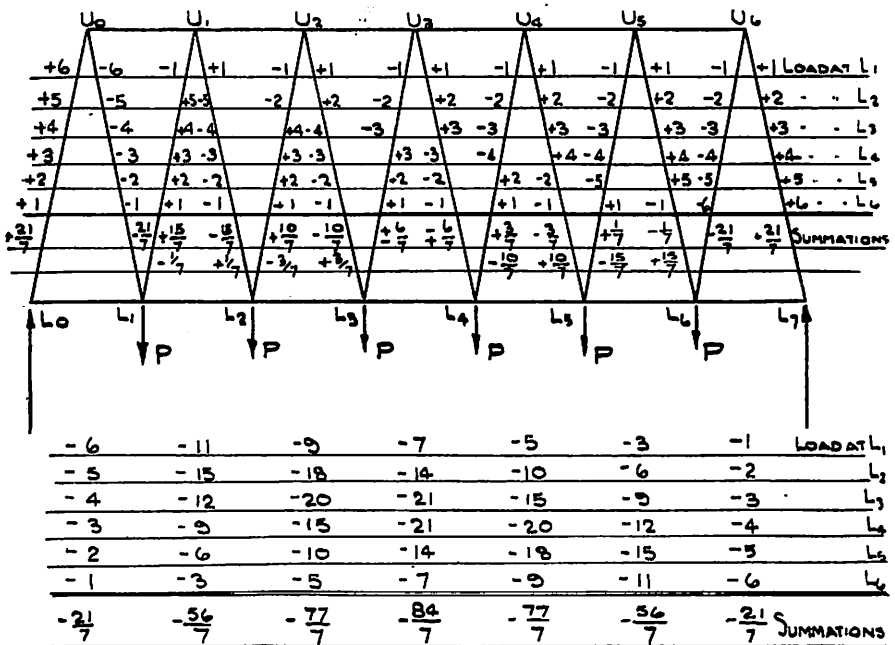 U0 U1 U2 U3 U4 U5 U6
+6 -6 -1 +1 -1 +1 -1 +1 -1 +1 -1 +1 -1 +1 LOAD AT L1
+5 -5 +5 -5 -2 +2 -2 +2 -2 +2 -2 +2 -2 +2 " " L2
+4 -4 +4 -4 +4 -4 -3 +3 -3 +3 -3 +3 -3 +3 " " L3
+3 -3 +3 -3 +3 -3 +3 -3 -4 +4 -4 +4 -4 +4 " " L4
+2 -2 +2 -2 +2 -2 +2 -2 +2 -2 -5 +5 -5 +5 " " L5
+1 -1 +1 -1 +1 -1 +1 -1 +1 -1 +1 -1 -6 +6 " " L6
+21/7 -21/7 +15/7 -15/7 +10/7 -10/7 +6/7 -6/7 +3/7 -3/7 +1/7 -1/7 -21/7 +21/7 SUMMATIONS
-1/7 +1/7 -3/7 +3/7 -10/7 +10/7 -15/7 +15/7
L0 L1 L2 L3 L4 L5 L6 L7
P P P P P P
-6 -11 -9 -7 -5 -3 -1 LOAD AT L1
-5 -15 -18 -14 -10 -6 -2 L2
-4 -12 -20 -21 -15 -9 -3 L3
-3 -9 -15 -21 -20 -12 -4 L4
-2 -6 -10 -14 -18 -15 -5 L5
-1 -3 -5 -7 -9 -11 -6 L6
-21/7 -56/7 -77/7 -84/7 -77/7 -56/7 -21/7 SUMMATIONS